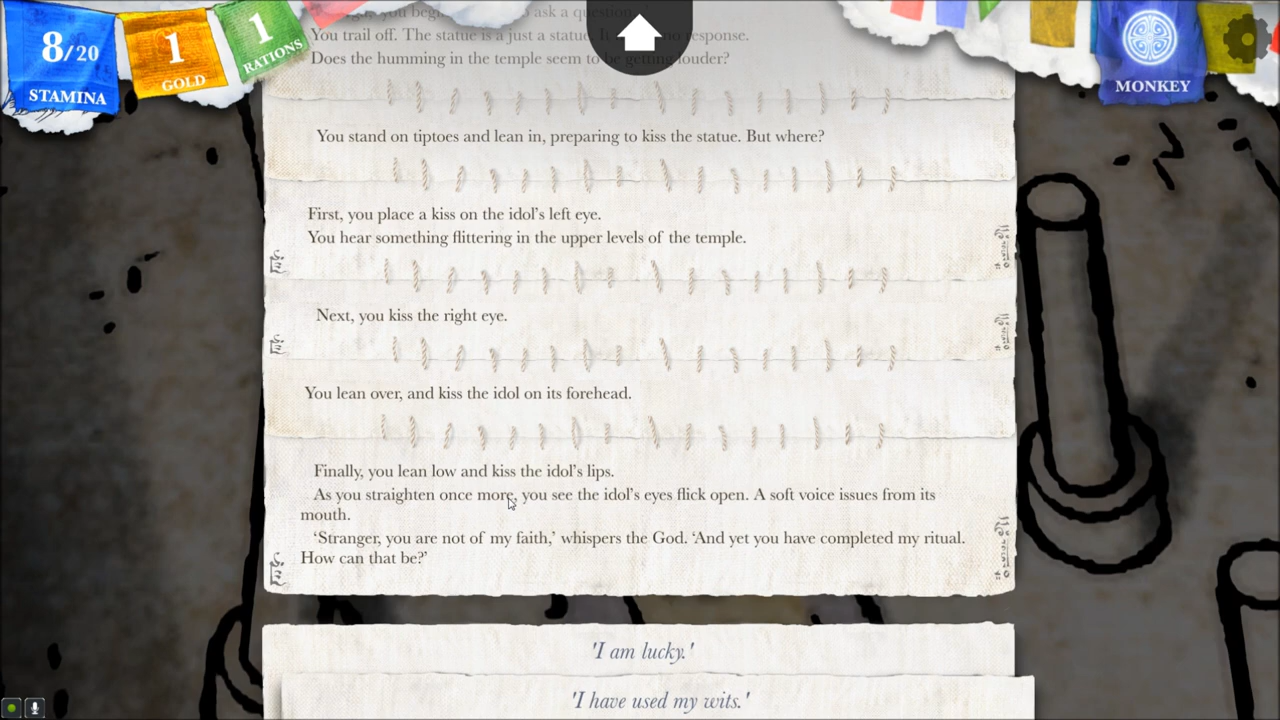 8/20
STAMINA
1
GOLD
1
RATIONS
MONKEY
ask a question
You trail off. The statue is a just a statue. response.
Does the humming in the temple seem to be getting louder?
You stand on tiptoes and lean in, preparing to kiss the statue. But where?
First, you place a kiss on the idol’s left eye.
You hear something flittering in the upper levels of the temple.
Next, you kiss the right eye.
You lean over, and kiss the idol on its forehead.
Finally, you lean low and kiss the idol’s lips.
As you straighten once more, you see the idol’s eyes flick open. A soft voice issues from its
mouth.
‘Stranger, you are not of my faith,’ whispers the God. ‘And yet you have completed my ritual.
How can that be?’
'I am lucky.'
'I have used my wits.'